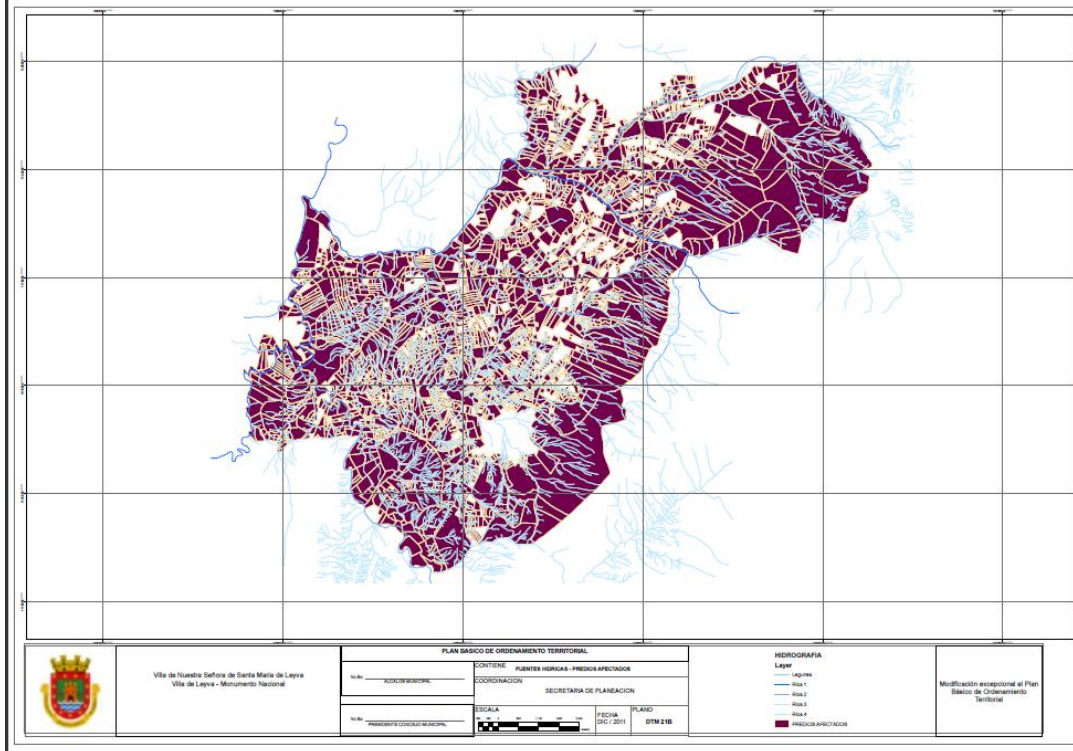 Villa de Nuestra Señora de Santa Maria de Leyva
Villa de Leyva - Monumento Nacional
PLAN BASICO DE ORDENAMIENTO TERRITORIAL
Vo.Bo.
ALCALDE MUNICIPAL
Vo.Bo.
PRESIDENTE CONCEJO MUNICIPAL
CONTIENE
FUENTES HIDRICAS - PREDIOS AFECTADOS
COORDINACION
SECRETARIA DE PLANEACION
ESCALA
FECHA
DIC / 2011
PLANO
DTM 21B
HIDROGRAFIA
Layer
Lagunas
Rios 1
Rios 2
Rios 3
Rios 4
PREDIOS AFECTADOS
Modificación excepcional al Plan
Básico de Ordenamiento
Territorial